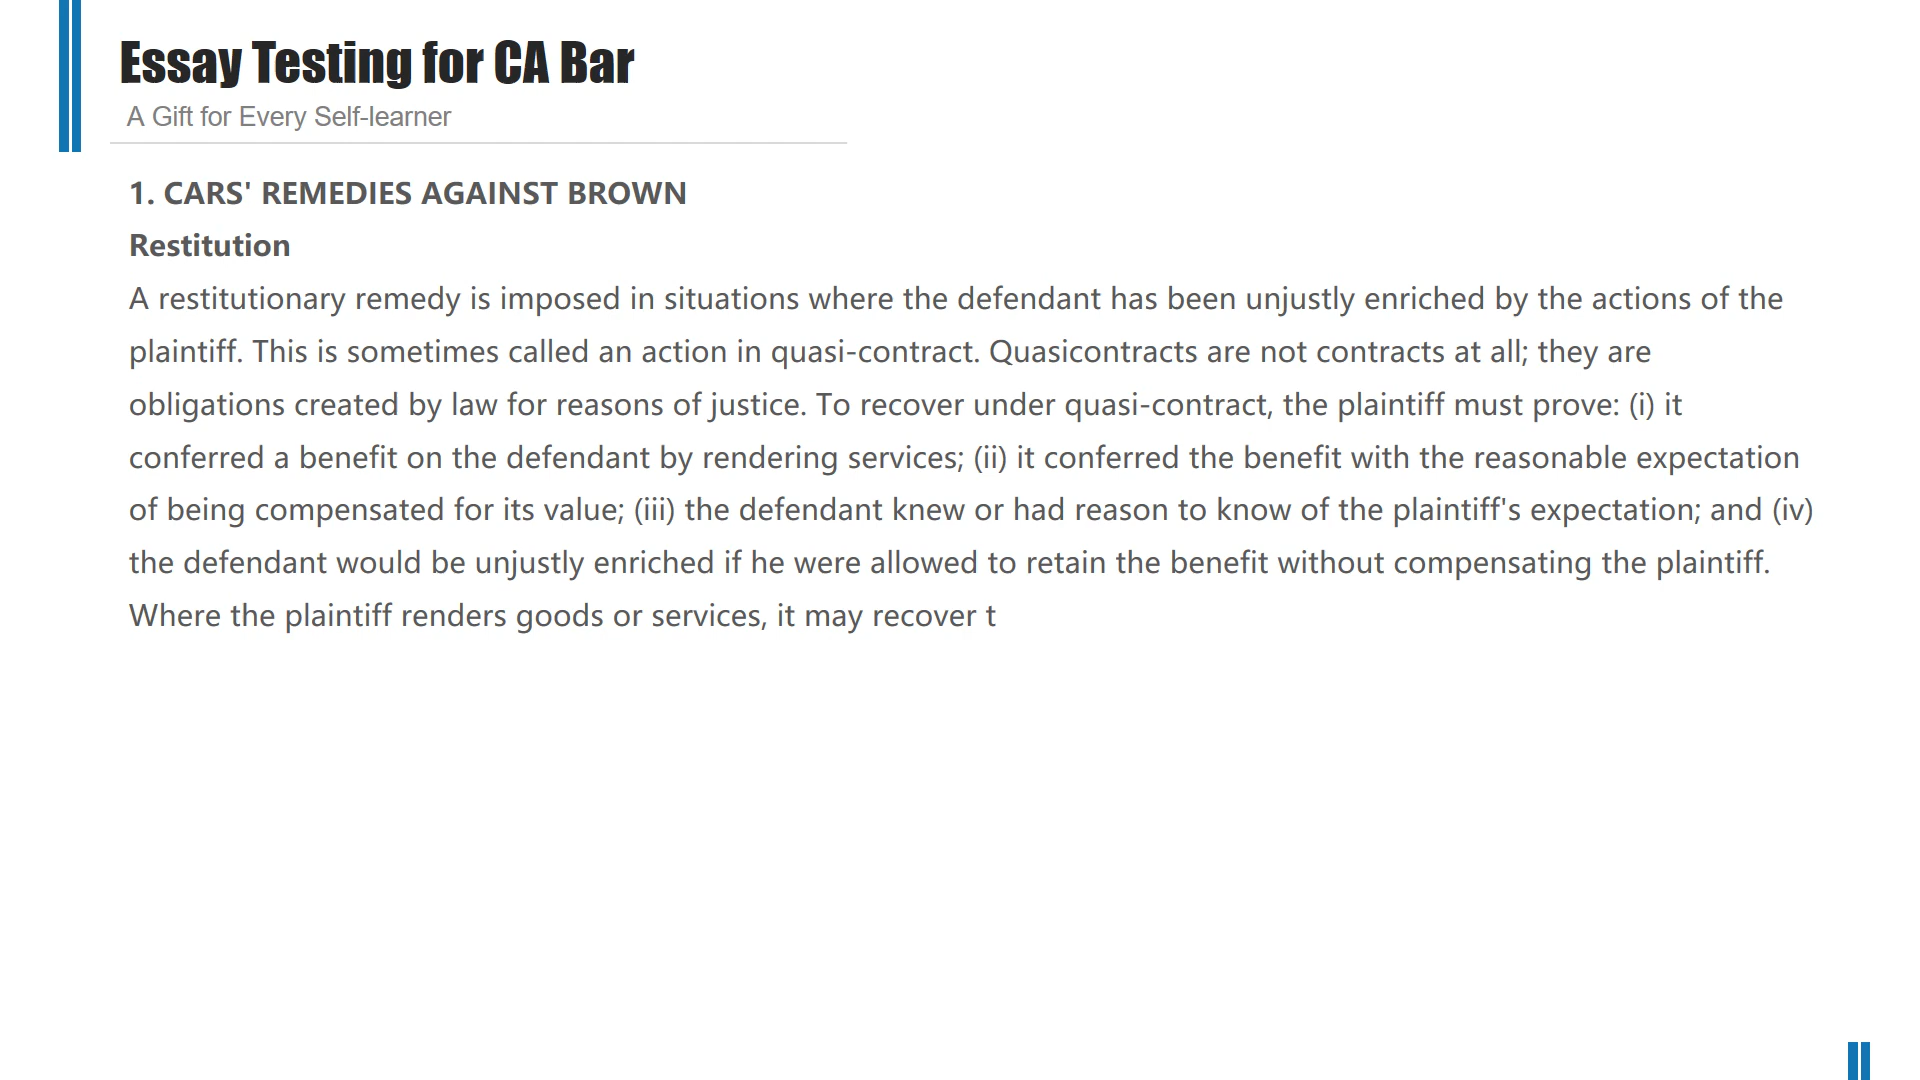 Essay Testing for CA Bar
A Gift for Every Self-learner
1. CARS' REMEDIES AGAINST BROWN
Restitution
A restitutionary remedy is imposed in situations where the defendant has been unjustly enriched by the actions of the
plaintiff. This is sometimes called an action in quasi-contract. Quasicontracts are not contracts at all; they are
obligations created by law for reasons of justice. To recover under quasi-contract, the plaintiff must prove: (i) it
conferred a benefit on the defendant by rendering services; (ii) it conferred the benefit with the reasonable expectation
of being compensated for its value; (iii) the defendant knew or had reason to know of the plaintiff's expectation; and (iv)
the defendant would be unjustly enriched if he were allowed to retain the benefit without compensating the plaintiff.
Where the plaintiff renders goods or services, it may recover t